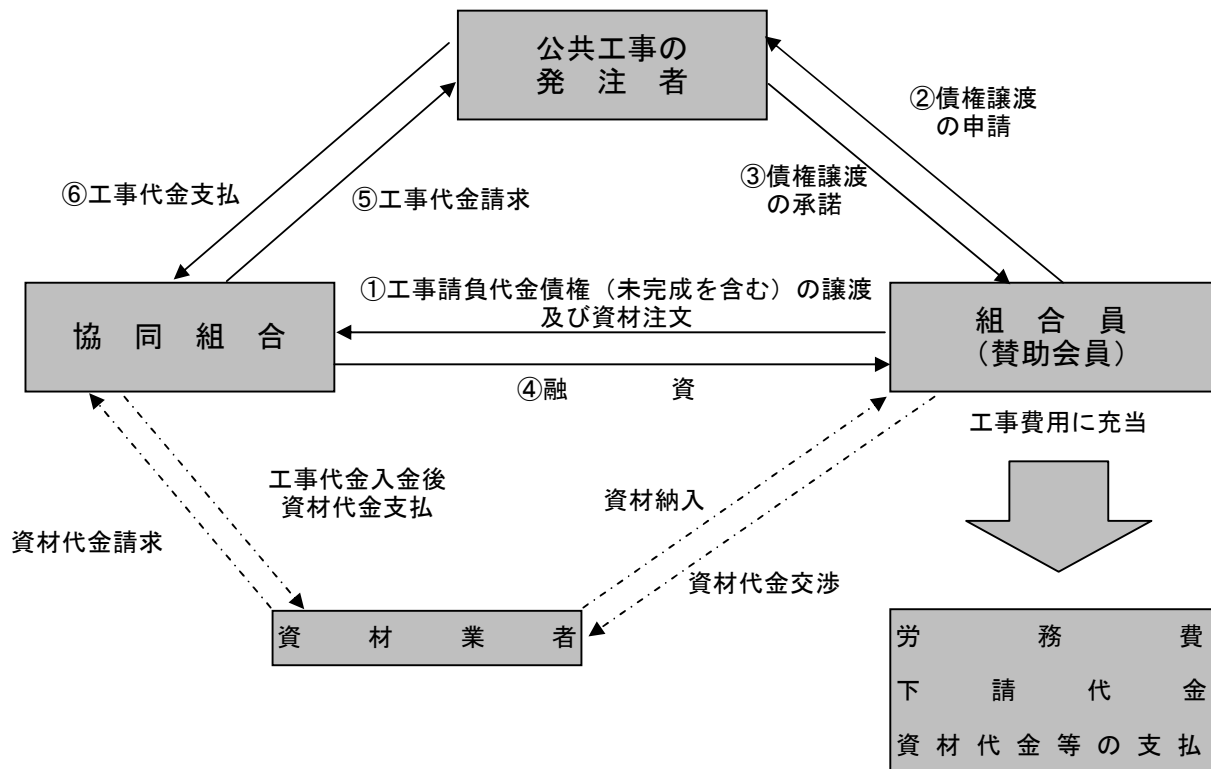 公共工事の
発注者
②債権譲渡
の申請
③債権譲渡
の承諾
⑥工事代金支払
⑤工事代金請求
①工事請負代金債権（未完成を含む）の譲渡
及び資材注文
協同組合
組合員
（賛助会員）
④融資
工事費用に充当
工事代金入金後
資材代金支払
資材納入
資材代金請求
資材代金交渉
資材業者
労務費
下請代金
資材代金等の支払